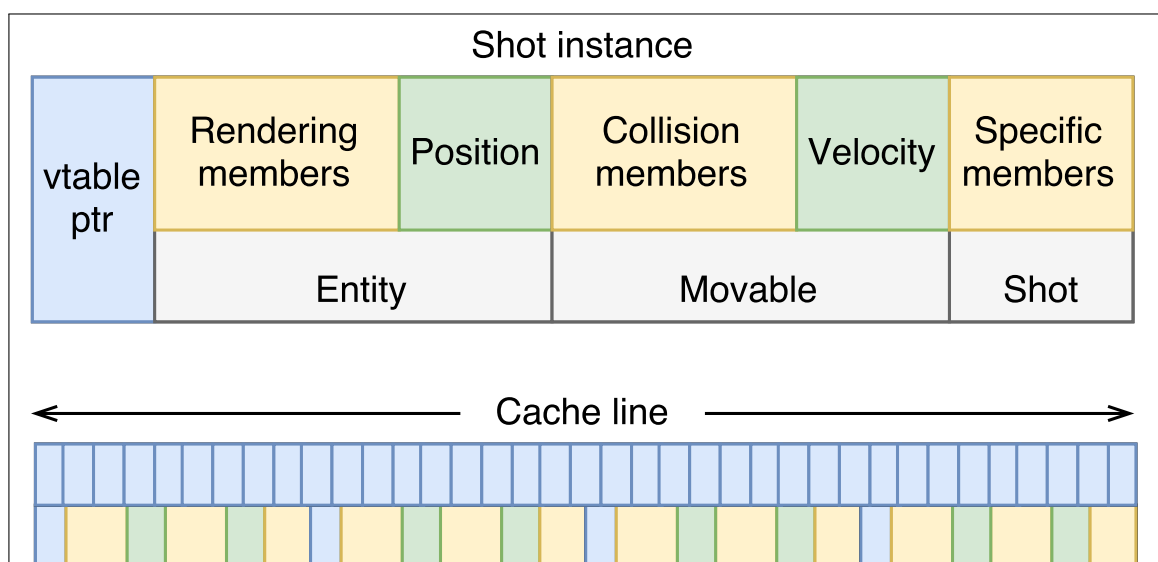 Shot instance
vtable
ptr
Rendering
members
Position
Collision
members
Velocity
Specific
members
Entity
Movable
Shot
Cache line